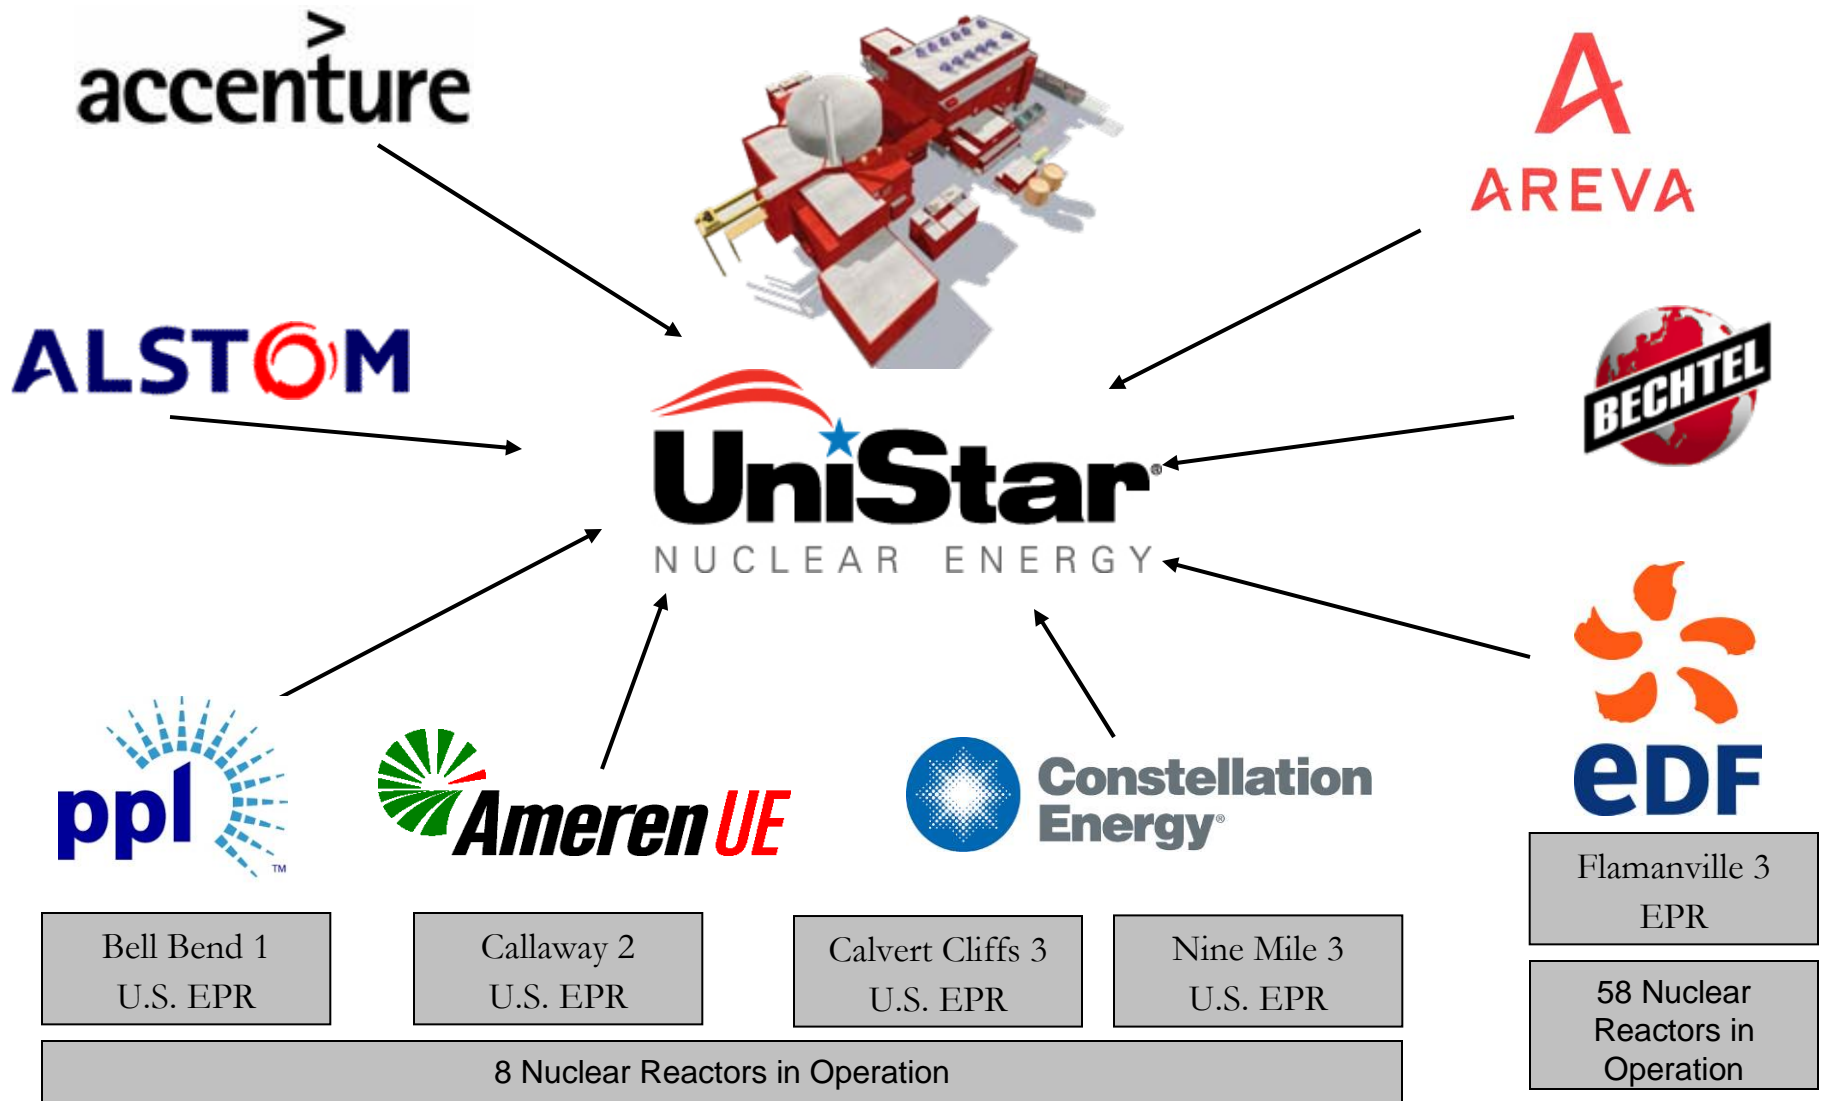 >
accenture
AREVA
ALSTOM
BECHTEL
UniStar®
NUCLEAR ENERGY
ppl
TM
Ameren UE
Constellation
Energy®
eDF
Flamanville 3
EPR
Bell Bend 1
U.S. EPR
Callaway 2
U.S. EPR
Calvert Cliffs 3
U.S. EPR
Nine Mile 3
U.S. EPR
58 Nuclear
Reactors in
Operation
8 Nuclear Reactors in Operation